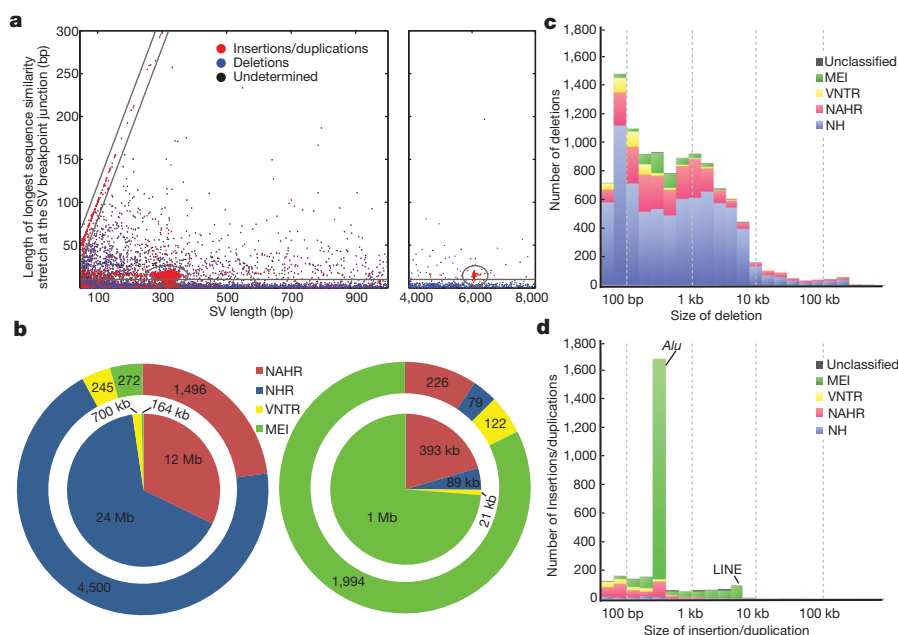 a
Length of longest sequence similarity
stretch at the SV breakpoint junction (bp)
300
250
200
150
100
50
Insertions/duplications
Deletions
Undetermined
100 300 500 700 900
4,000 6,000 8,000
SV length (bp)
b
NAHR
NHR
VNTR
MEI
245
272
1,496
700 kb
164 kb
12 Mb
24 Mb
4,500
226
79
122
393 kb
89 kb
21 kb
1 Mb
1,994
c
Number of deletions
1,800
1,600
1,400
1,200
1,000
800
600
400
200
0
Unclassified
MEI
VNTR
NAHR
NH
100 bp 1 kb 10 kb 100 kb
Size of deletion
d
Number of Insertions/duplications
1,800
1,600
1,400
1,200
1,000
800
600
400
200
0
Alu
LINE
Unclassified
MEI
VNTR
NAHR
NH
100 bp 1 kb 10 kb 100 kb
Size of insertion/duplication